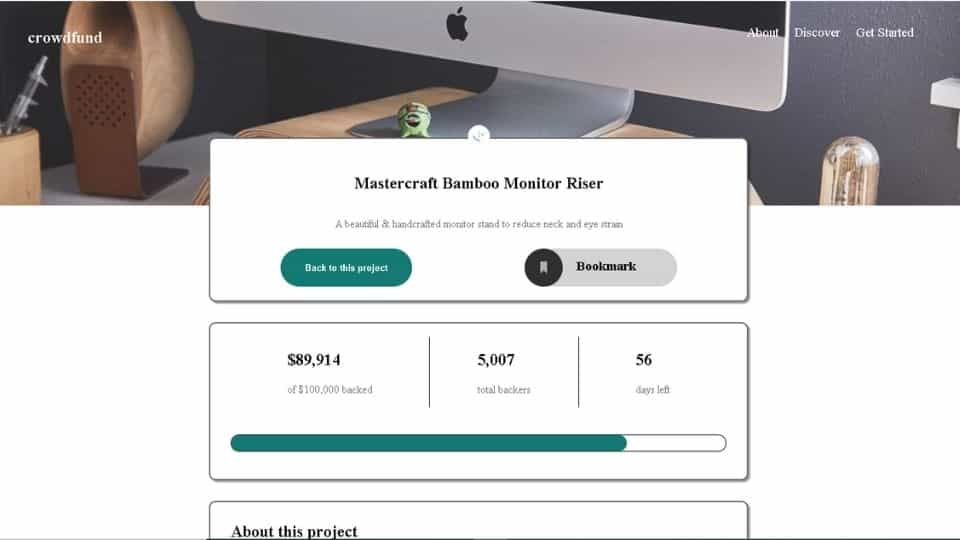 crowdfund
About Discover Get Started
Mastercraft Bamboo Monitor Riser
A beautiful & handcrafted monitor stand to reduce neck and eye strain
Back to this project
Bookmark
$89,914
of $100,000 backed
5,007
total backers
56
days left
About this project